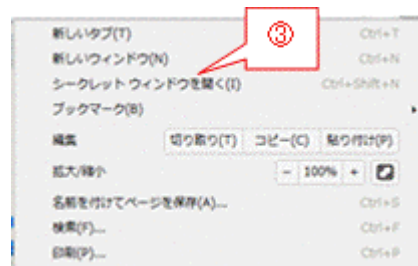 新しいタブ(T) Ctrl+T
新しいウィンドウ(N) Ctrl+N
シークレット ウィンドウを開く(I) Ctrl+Shift+N
ブックマーク(B)
編集 切り取り(T) コピー(C) 貼り付け(P)
拡大/縮小 - 100% +
名前を付けてページを保存(A)... Ctrl+S
検索(F)... Ctrl+F
印刷(P)... Ctrl+P
③